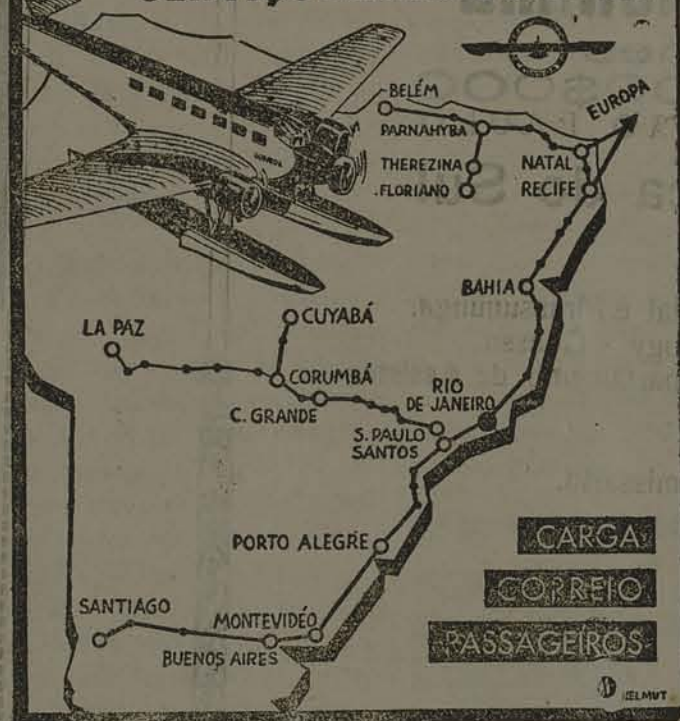 BELÉM
EUROPA
PARNAHYBA
THEREZINA
FLORIANO
NATAL
RECIFE
BAHIA
CUYABÁ
LA PAZ
CORUMBÁ
C. GRANDE
RIO
DE JANEIRO
S. PAULO
SANTOS
PORTO ALEGRE
SANTIAGO
MONTEVIDÉO
BUENOS AIRES
CARGA
CORREIO
PASSAGEIROS
HELMUT